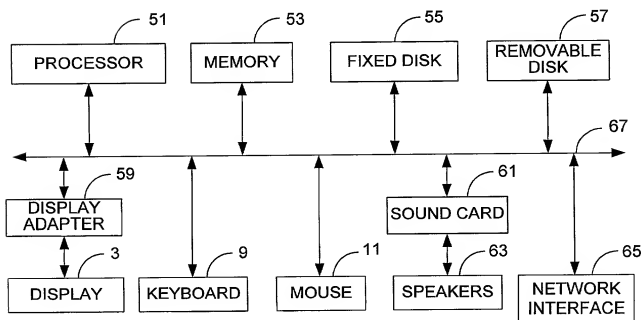 51
53
55
57
PROCESSOR
MEMORY
FIXED DISK
REMOVABLE
DISK
67
59
61
DISPLAY
ADAPTER
SOUND CARD
3
9
11
63
65
DISPLAY
KEYBOARD
MOUSE
SPEAKERS
NETWORK
INTERFACE